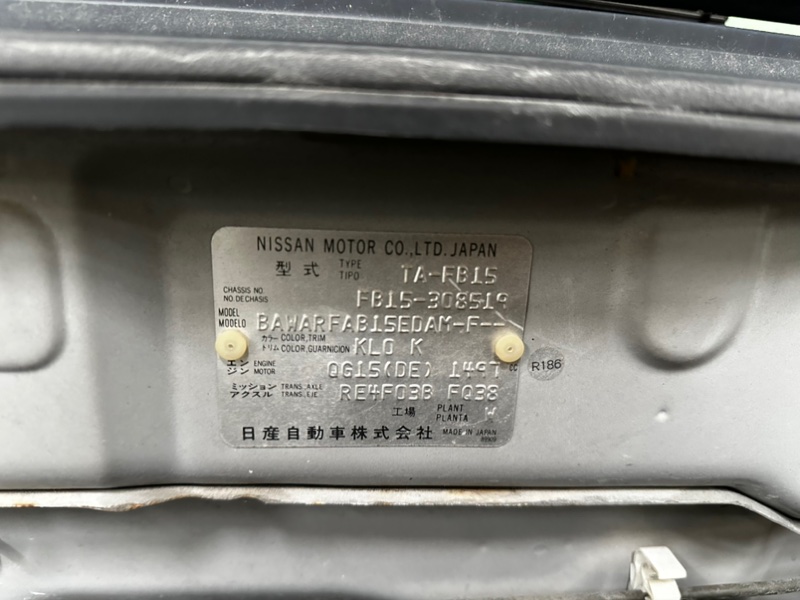 NISSAN MOTOR CO.,LTD.JAPAN
型式 TYPE TIPO TA-FB15
CHASSIS NO. NO.DE CHASIS FB15-308519
MODEL MODELO BAWARFAB15EDAM-F--
カラー トリム COLOR,TRIM COLOR,GUARNICION KL0 K
エンジン ENGINE MOTOR QG15(DE) 1497 CC
R186
ミッション アクスル TRANS.,AXLE TRANS.,EJE RE4F03B FQ38
工場 PLANT PLANTA W
日産自動車株式会社 MADE IN JAPAN